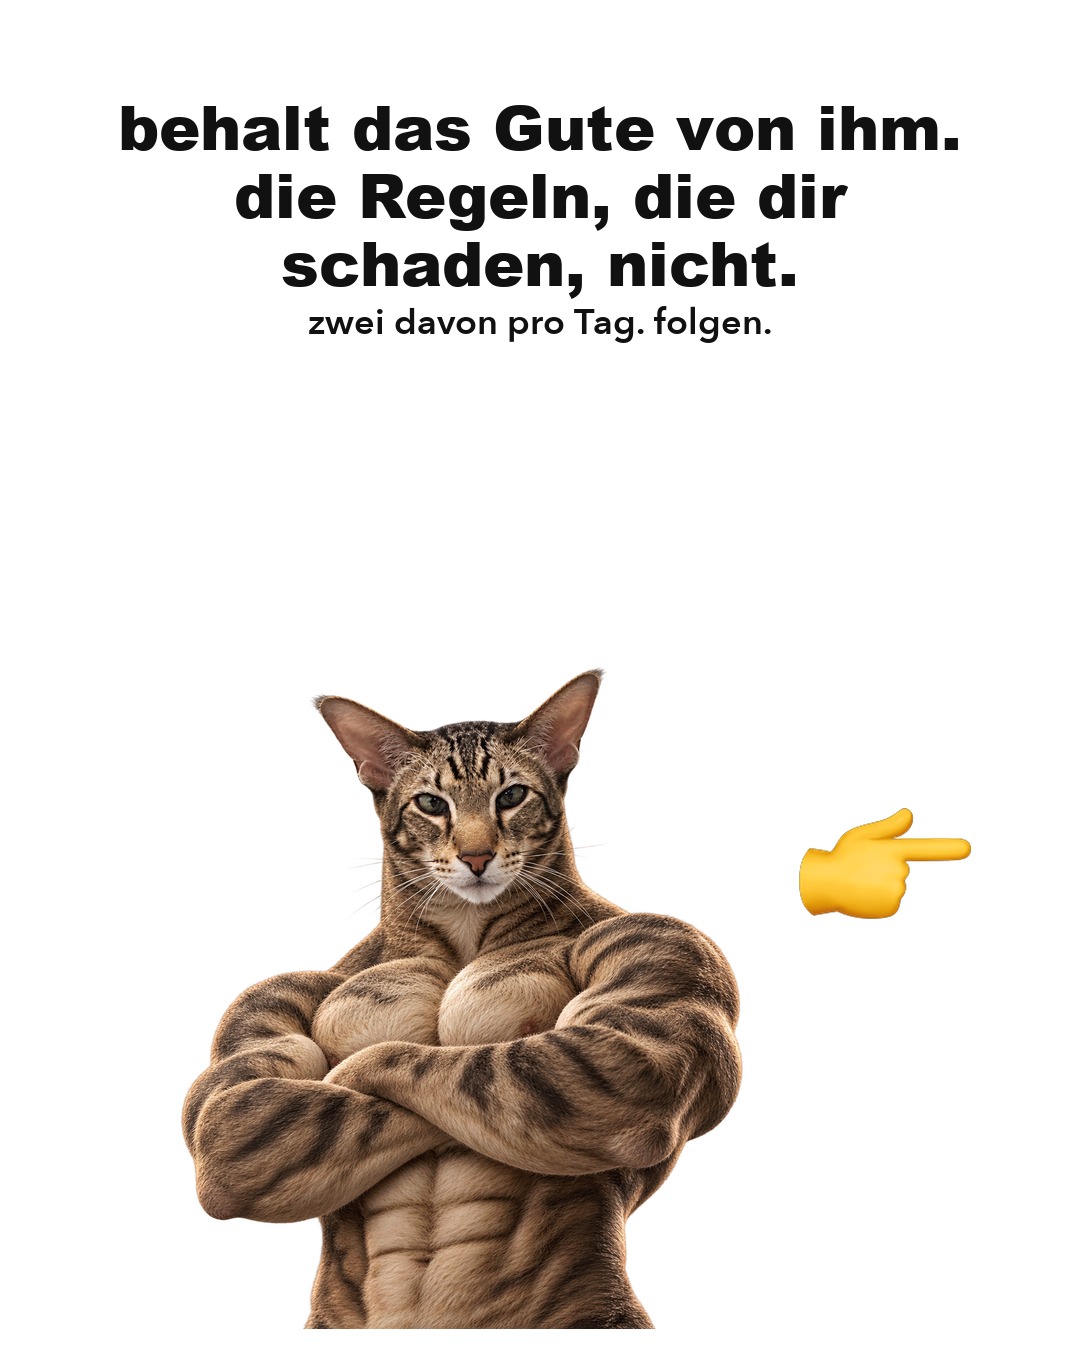 behalt das Gute von ihm.
die Regeln, die dir
schaden, nicht.
zwei davon pro Tag. folgen.